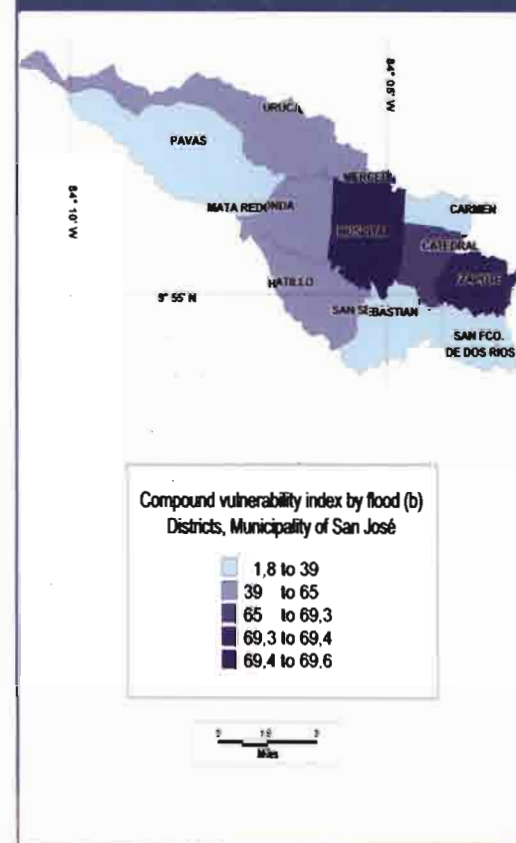 84° 05' W
URUCA
PAVAS
MERCED
MATA REDONDA
CARMEN
HOSPITAL
CATEDRAL
84° 10' W
ZAPOTE
HATILLO
9° 55' N
SAN SEBASTIAN
SAN FCO.
DE DOS RIOS
Compound vulnerability index by flood (b)
Districts, Municipality of San José
1,8 to 39
39 to 65
65 to 69,3
69,3 to 69,4
69,4 to 69,6
Miles